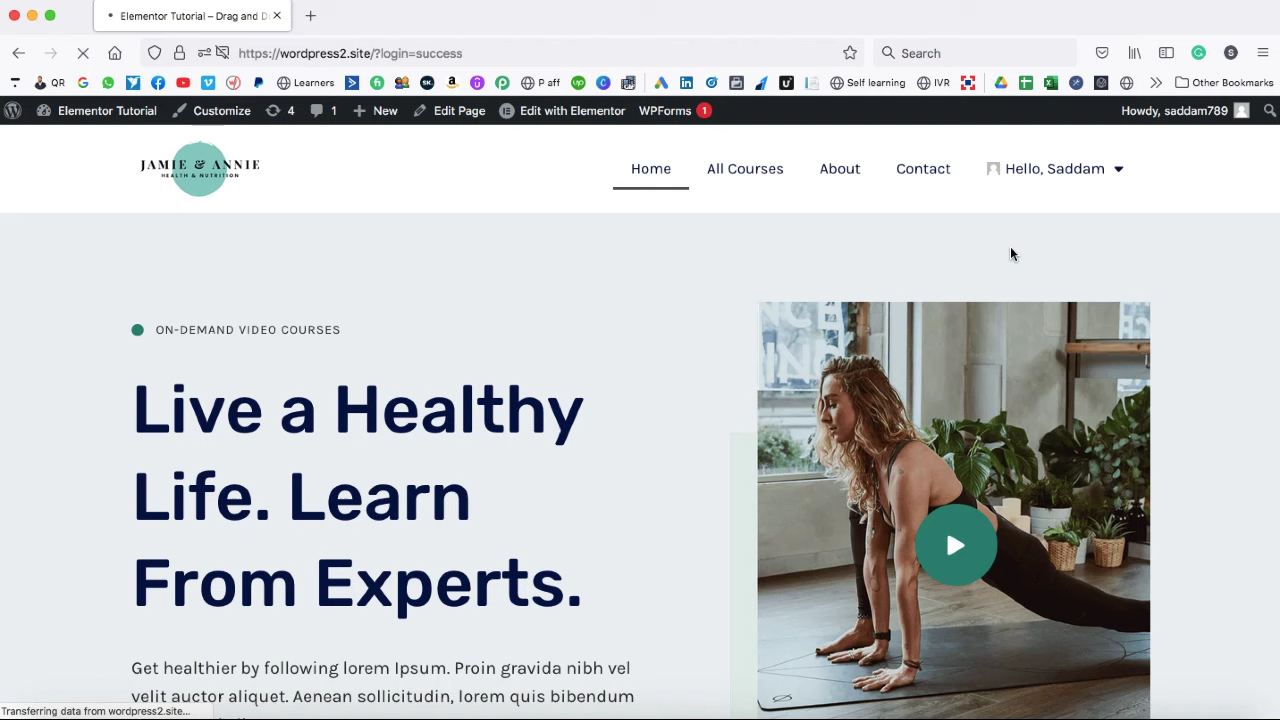 Elementor Tutorial – Drag and D
https://wordpress2.site/?login=success
Search
QR
Learners
P aff
Self learning
IVR
Other Bookmarks
Elementor Tutorial
Customize
4
1
New
Edit Page
Edit with Elementor
WPForms 1
Howdy, saddam789
JAMIE & ANNIE
HEALTH & NUTRITION
Home
All Courses
About
Contact
Hello, Saddam
ON-DEMAND VIDEO COURSES
Live a Healthy
Life. Learn
From Experts.
Get healthier by following lorem Ipsum. Proin gravida nibh vel
velit auctor aliquet. Aenean sollicitudin, lorem quis bibendum
Transferring data from wordpress2.site...